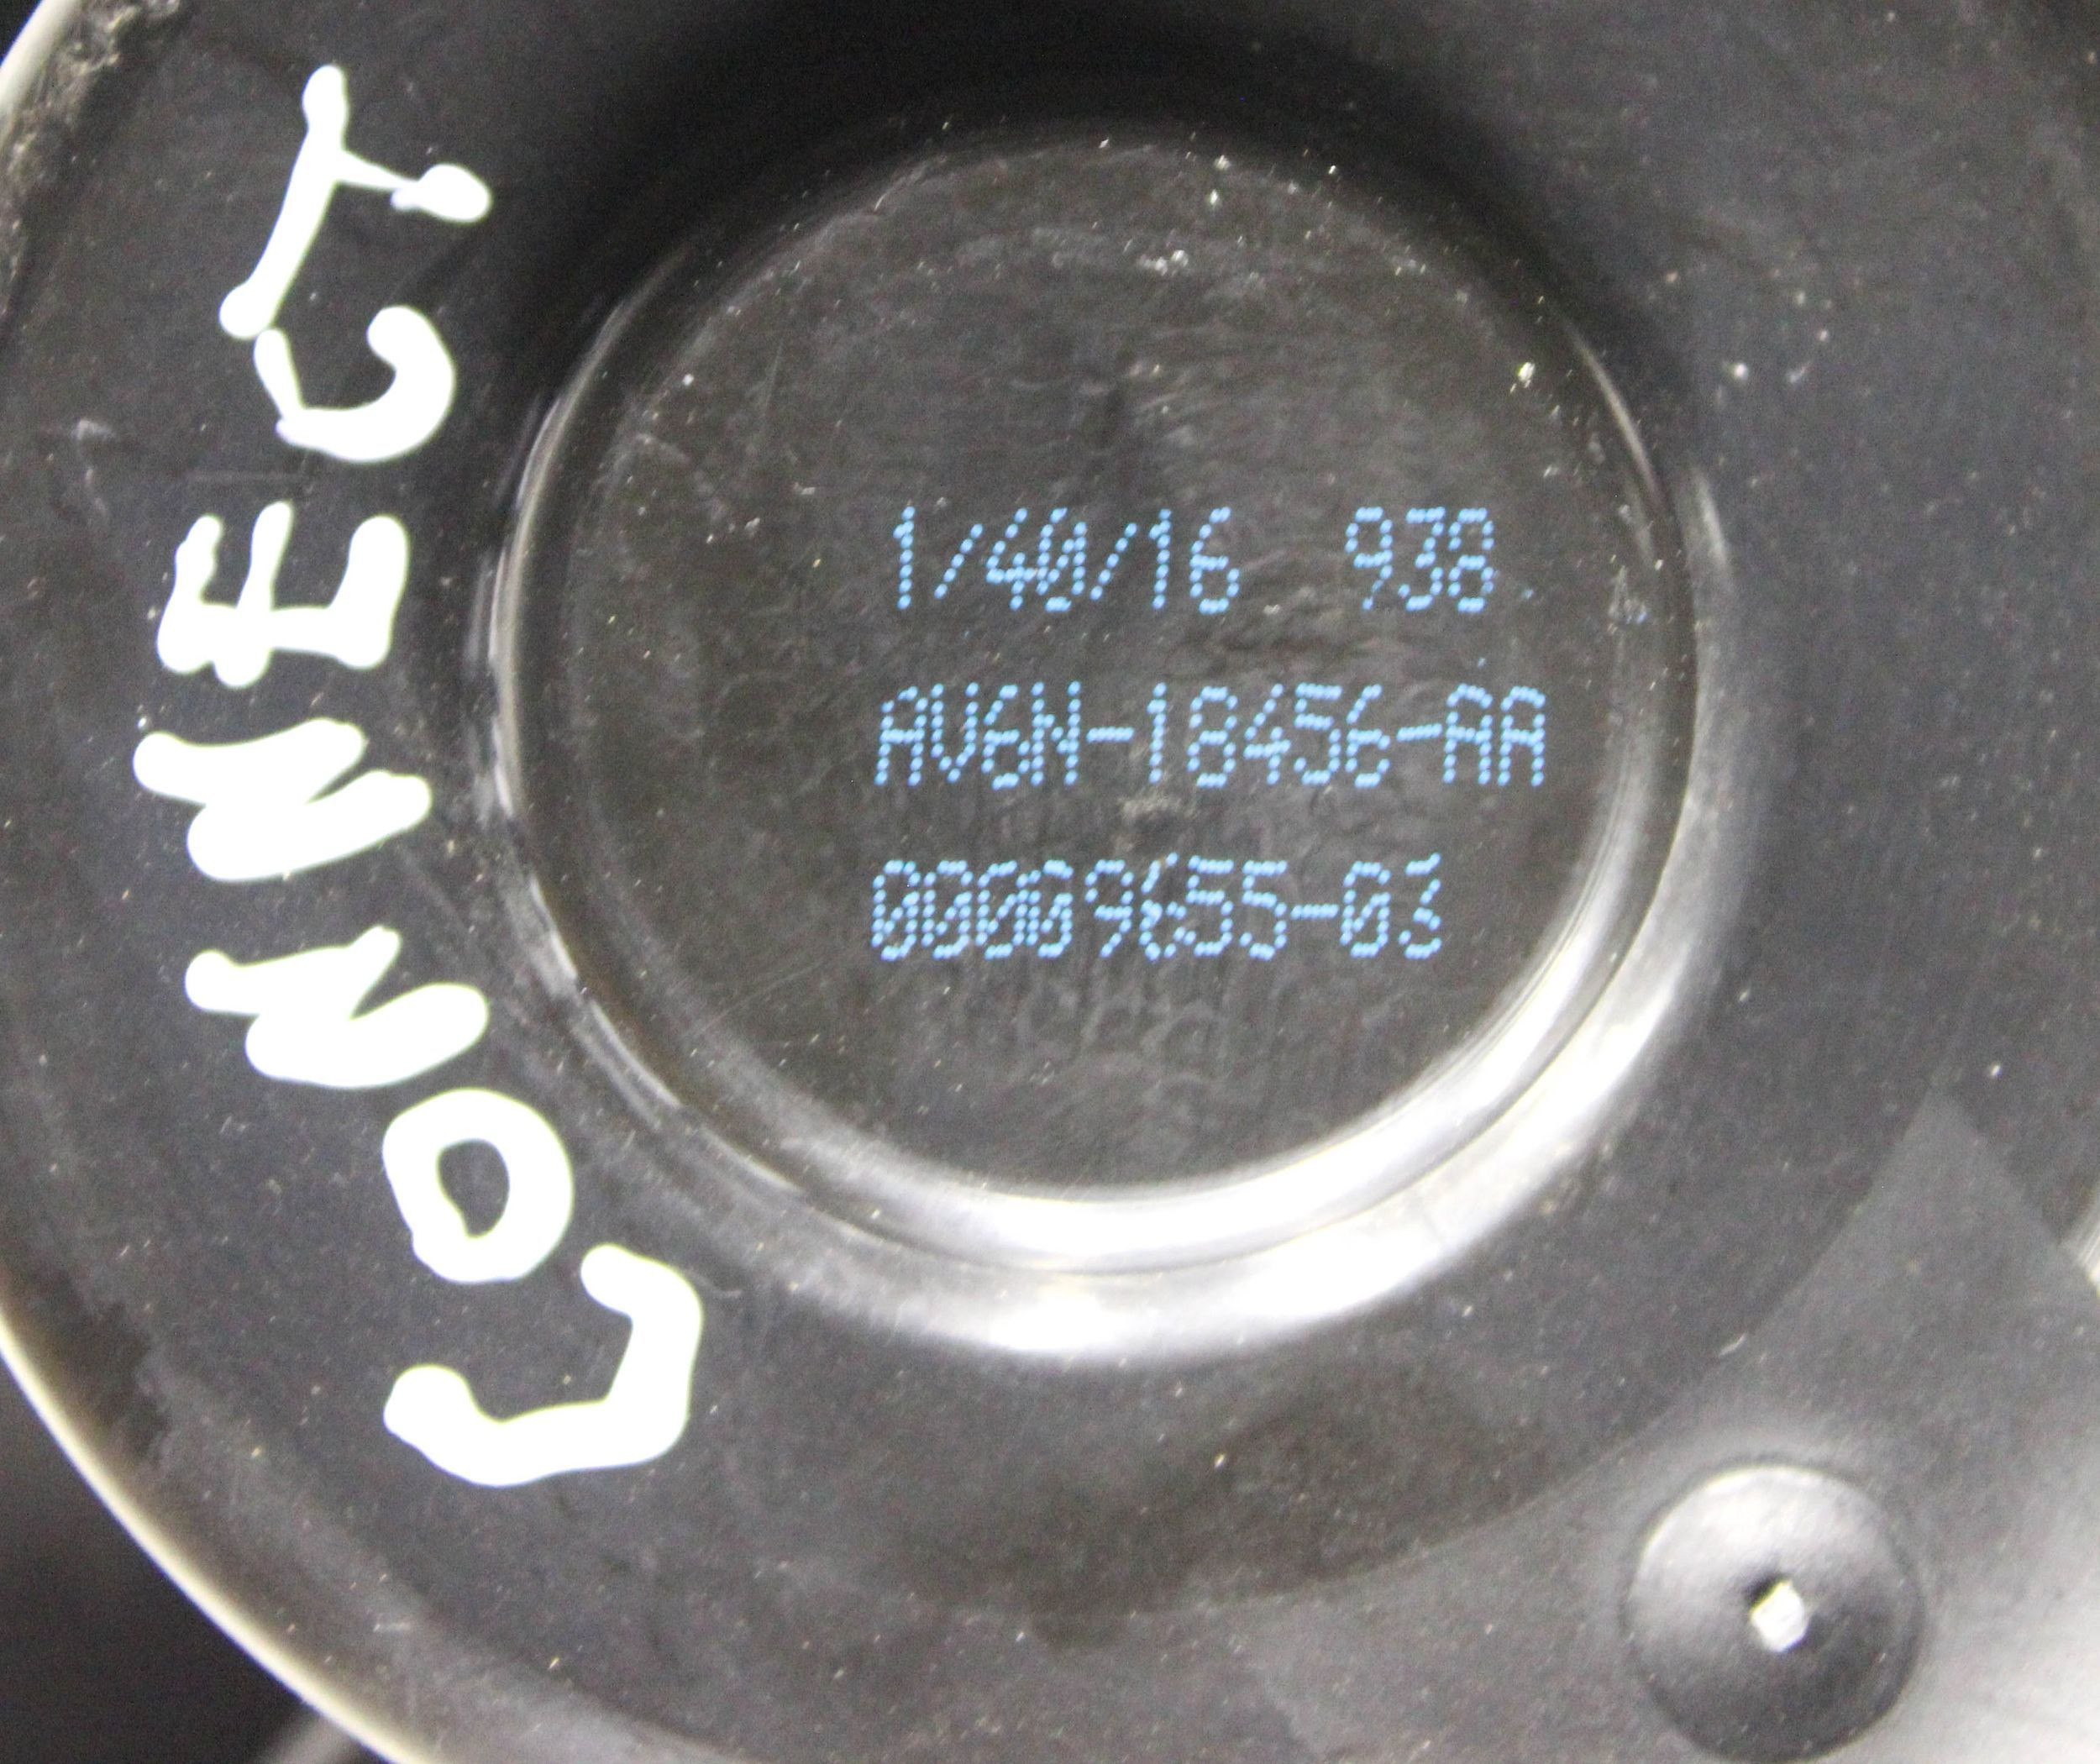 CONNECT
1/40/16 938
AV6N-18456-AA
00009655-03